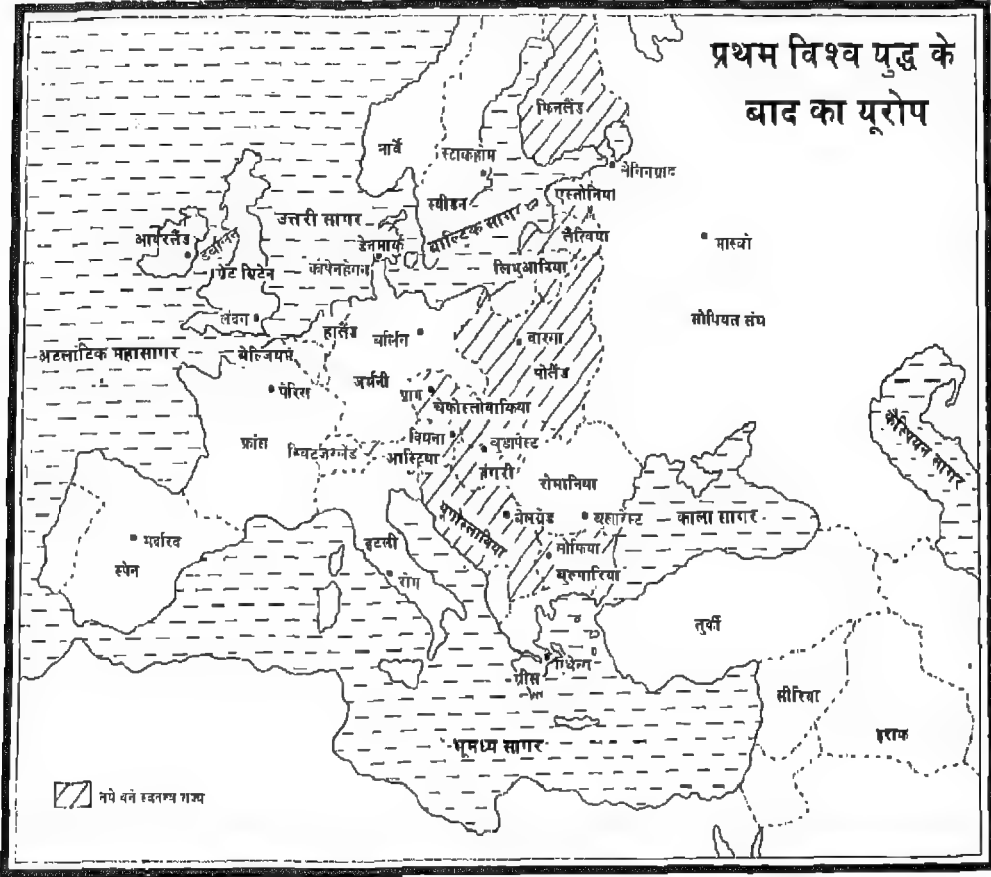 प्रथम विश्व युद्ध के
बाद का यूरोप
फिनलैंड
नार्वे
स्टाकहोम
लेनिनग्राद
स्वीडन
एस्तोनिया
उत्तरी सागर
बाल्टिक सागर
आयरलैंड
डेनमार्क
लैटविया
मास्को
ग्रेट ब्रिटेन
कोपेनहेगन
लिथुआनिया
लंदन
हालैंड
बर्लिन
वारसा
सोवियत संघ
अटलांटिक महासागर
बेल्जियम
पोलैंड
पेरिस
जर्मनी
प्राग
चेकोस्लोवाकिया
कैस्पियन सागर
फ्रांस
स्विटजरलैंड
वियना
आस्ट्रिया
बुडापेस्ट
हंगरी
रोमानिया
यूगोस्लाविया
बेलग्रेड
बुखारेस्ट
काला सागर
स्पेन
इटली
रोम
सोफिया
बुल्गारिया
तुर्की
ग्रीस
एथेन्स
सीरिया
इराक
भूमध्य सागर
नये बने स्वतन्त्र राज्य